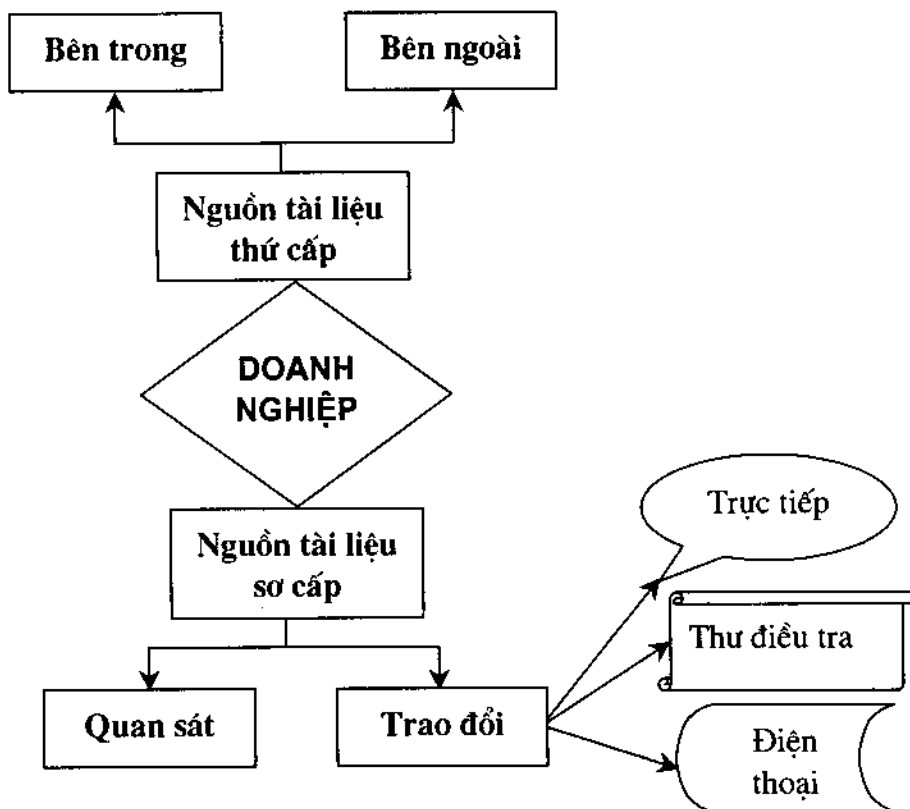 Bên trong
Bên ngoài
Nguồn tài liệu
thứ cấp
DOANH
NGHIỆP
Nguồn tài liệu
sơ cấp
Trực tiếp
Thư điều tra
Quan sát
Trao đổi
Điện
thoại